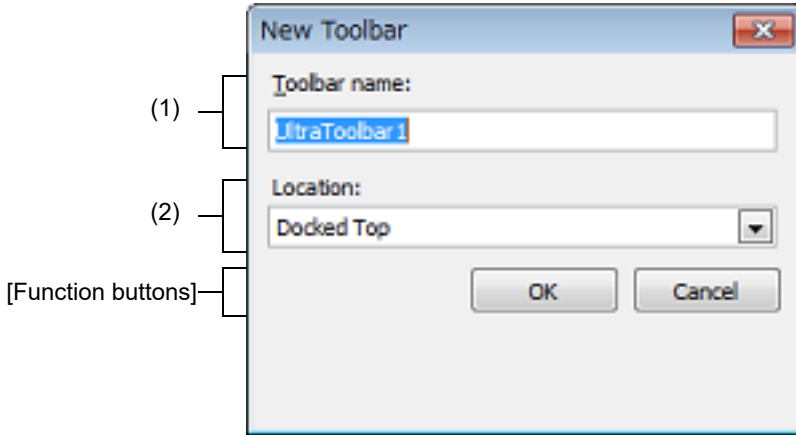 New Toolbar
(1)
Toolbar name:
UltraToolbar1
(2)
Location:
Docked Top
[Function buttons]
OK
Cancel